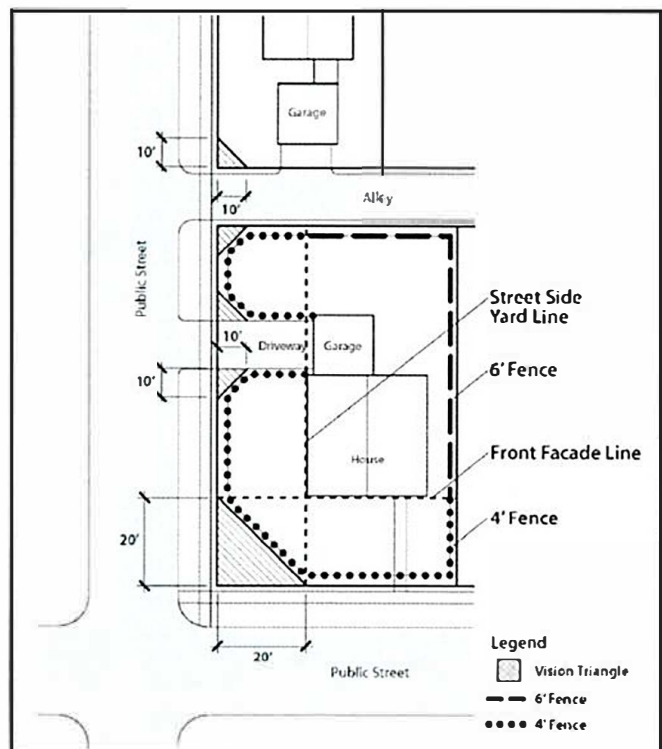 Garage
10'
10'
Alley
Public Street
Street Side
Yard Line
10'
Driveway
Garage
10'
6' Fence
House
Front Facade Line
20'
4' Fence
20'
Public Street
Legend
Vision Triangle
6' Fence
4' Fence